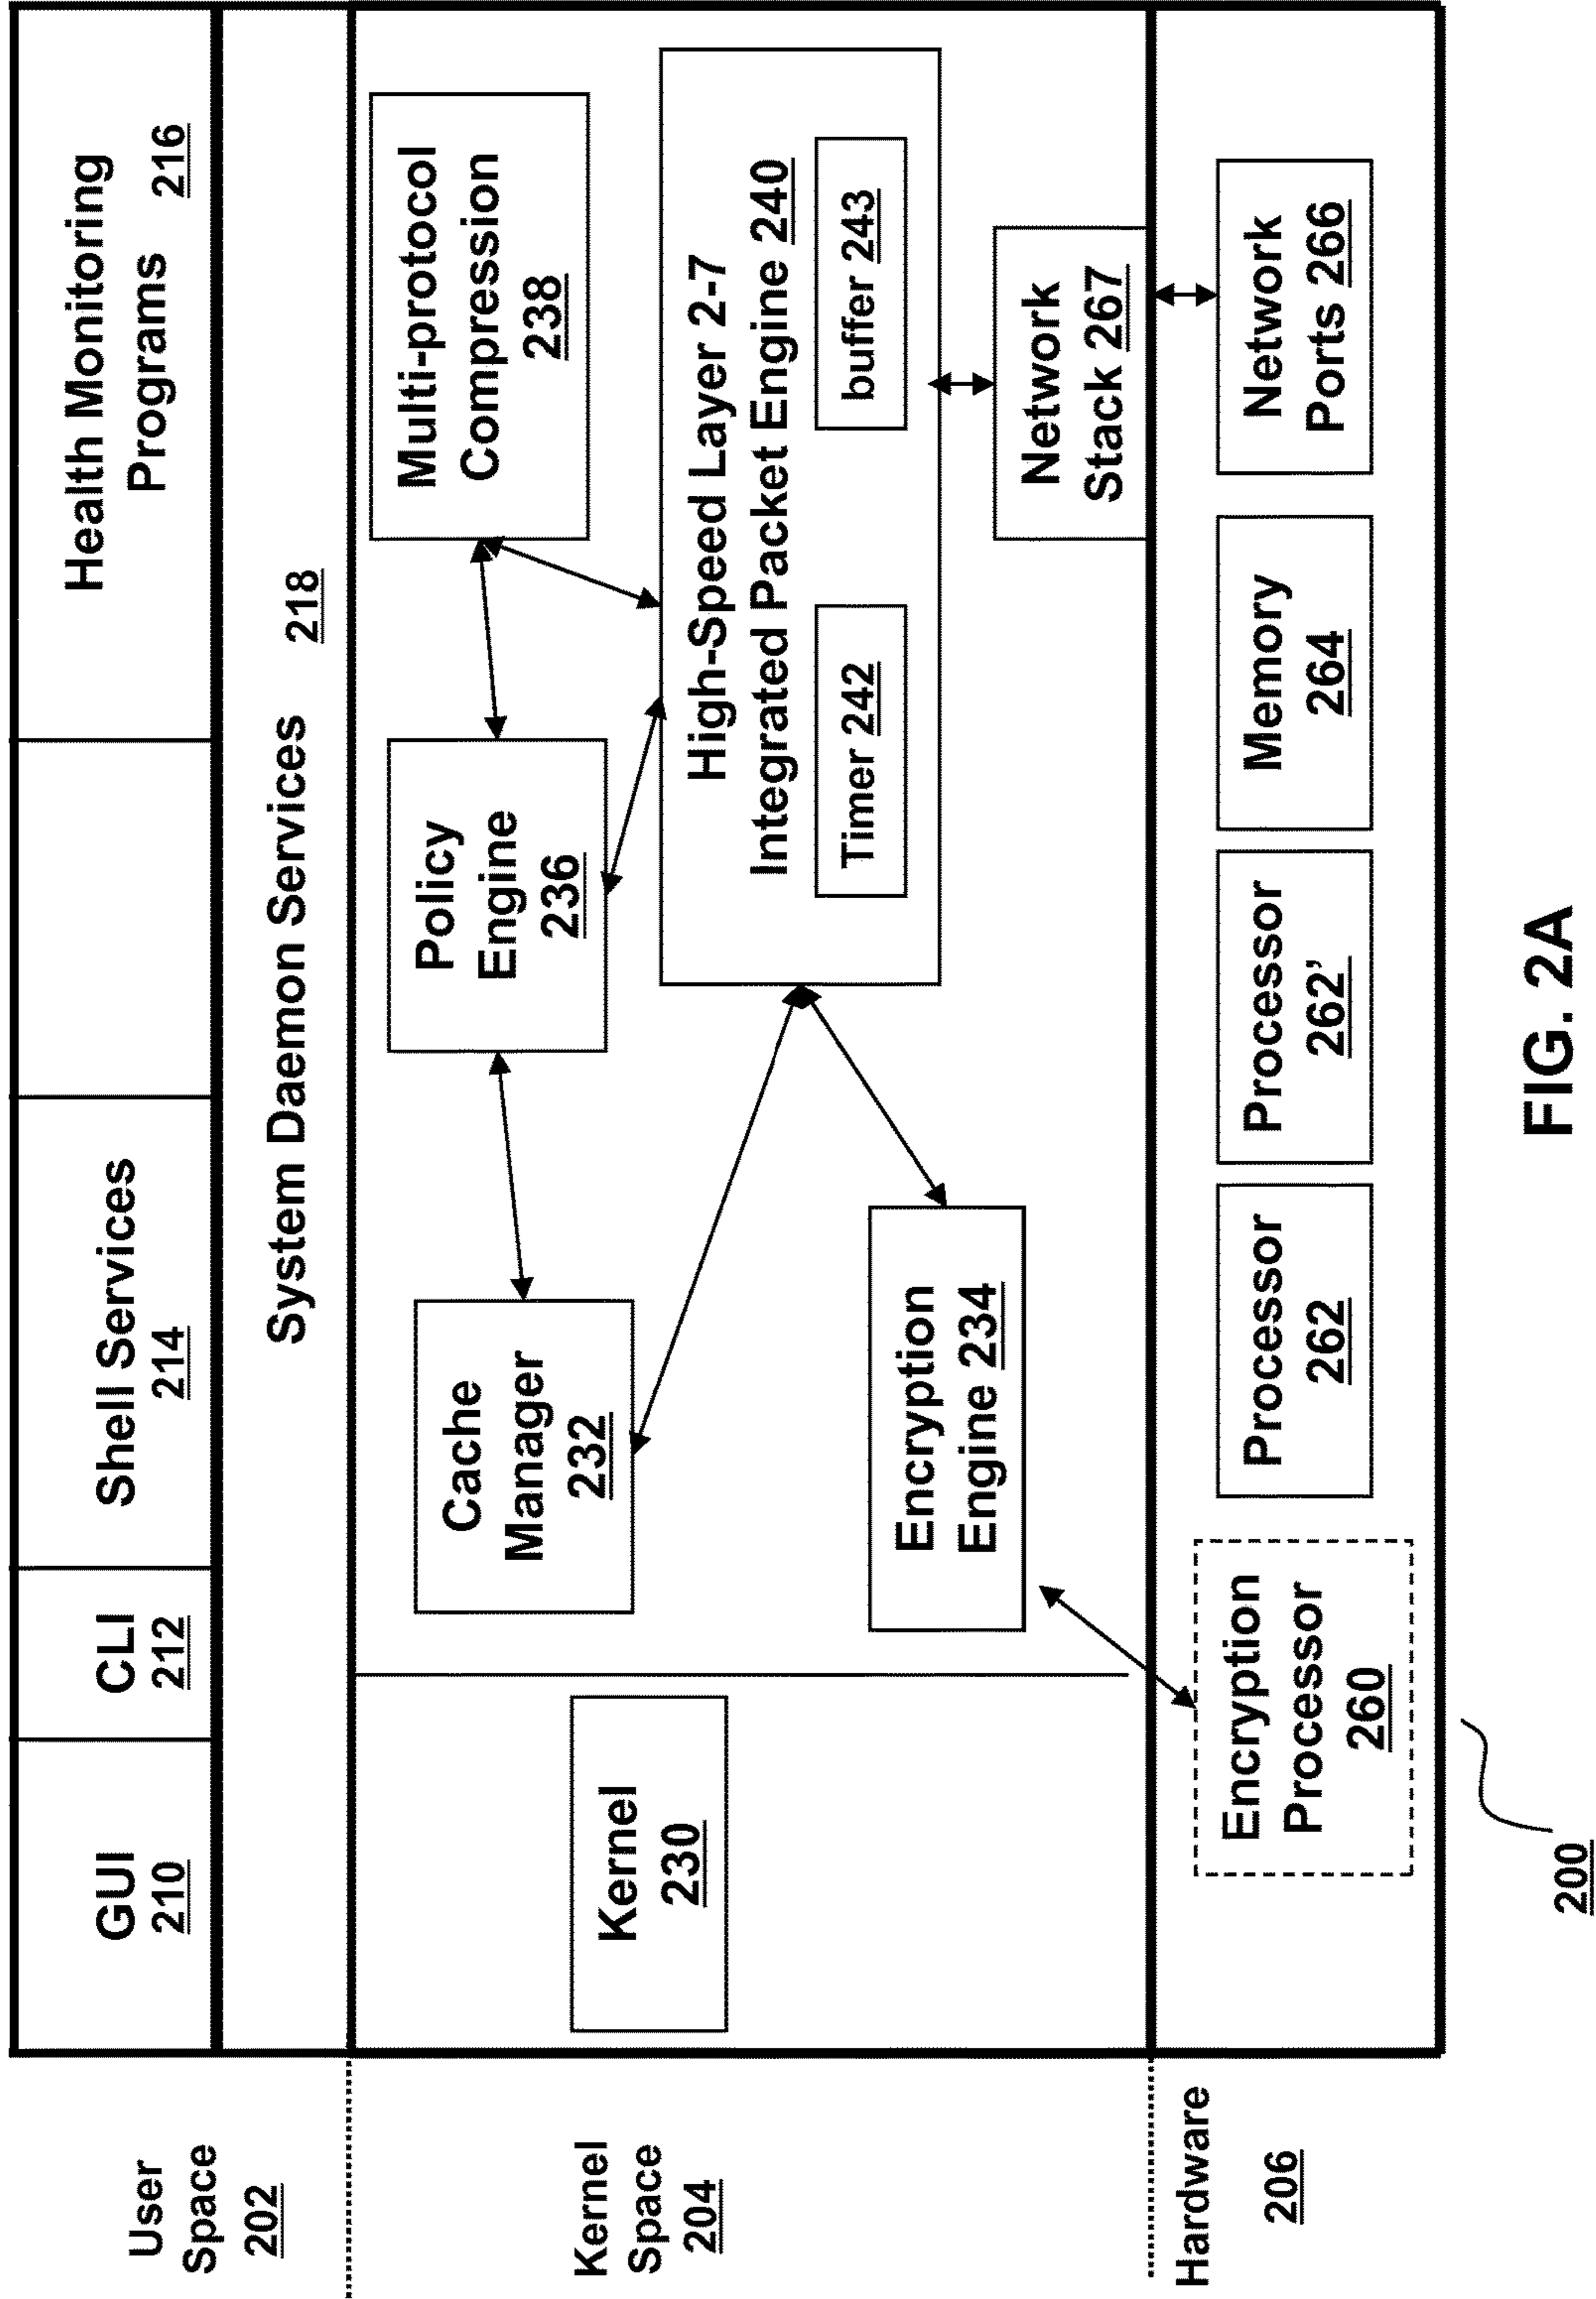 User
Space
202
GUI
210
CLI
212
Shell Services
214
Health Monitoring
Programs 216
System Daemon Services 218
Kernel
Space
204
Kernel
230
Cache
Manager
232
Policy
Engine
236
Multi-protocol
Compression
238
High-Speed Layer 2-7
Integrated Packet Engine 240
Timer 242
buffer 243
Encryption
Engine 234
Network
Stack 267
Hardware
206
Encryption
Processor
260
Processor
262
Processor
262’
Memory
264
Network
Ports 266
200
FIG. 2A